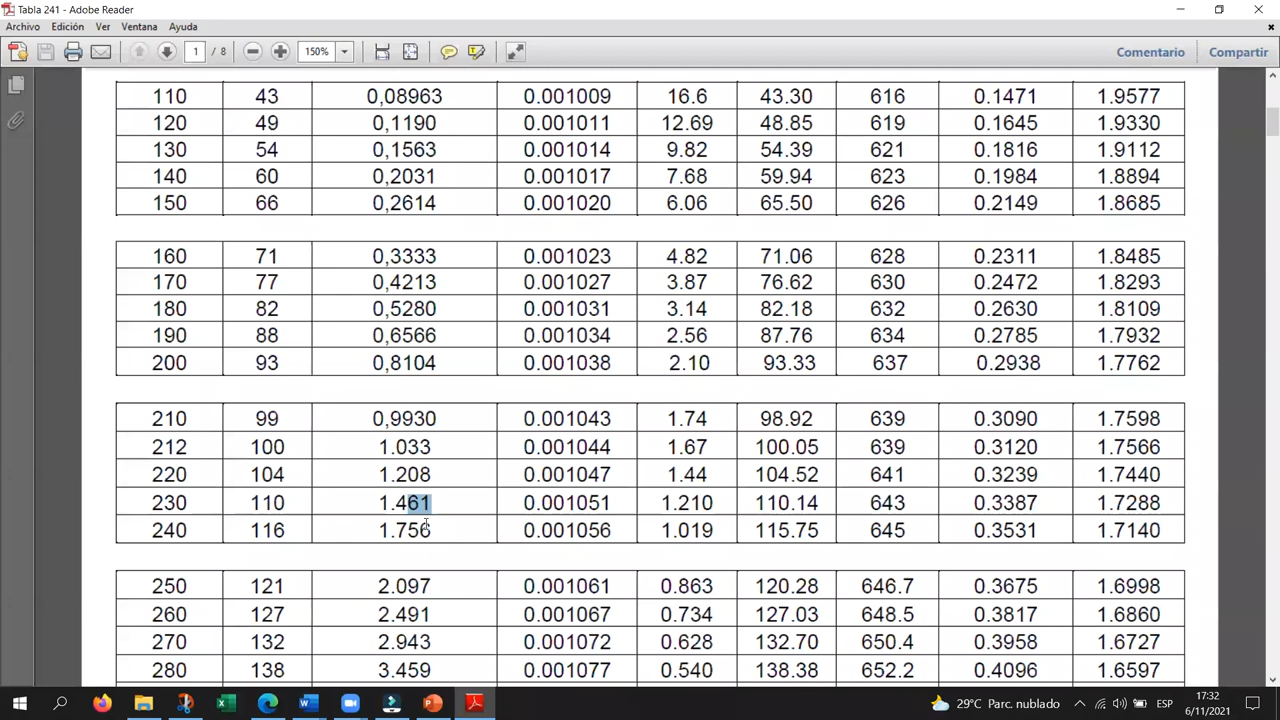 Tabla 241 - Adobe Reader
Archivo Edición Ver Ventana Ayuda
1 / 8 150% Comentario Compartir
110 43 0,08963 0.001009 16.6 43.30 616 0.1471 1.9577
120 49 0,1190 0.001011 12.69 48.85 619 0.1645 1.9330
130 54 0,1563 0.001014 9.82 54.39 621 0.1816 1.9112
140 60 0,2031 0.001017 7.68 59.94 623 0.1984 1.8894
150 66 0,2614 0.001020 6.06 65.50 626 0.2149 1.8685
160 71 0,3333 0.001023 4.82 71.06 628 0.2311 1.8485
170 77 0,4213 0.001027 3.87 76.62 630 0.2472 1.8293
180 82 0,5280 0.001031 3.14 82.18 632 0.2630 1.8109
190 88 0,6566 0.001034 2.56 87.76 634 0.2785 1.7932
200 93 0,8104 0.001038 2.10 93.33 637 0.2938 1.7762
210 99 0,9930 0.001043 1.74 98.92 639 0.3090 1.7598
212 100 1.033 0.001044 1.67 100.05 639 0.3120 1.7566
220 104 1.208 0.001047 1.44 104.52 641 0.3239 1.7440
230 110 1.461 0.001051 1.210 110.14 643 0.3387 1.7288
240 116 1.756 0.001056 1.019 115.75 645 0.3531 1.7140
250 121 2.097 0.001061 0.863 120.28 646.7 0.3675 1.6998
260 127 2.491 0.001067 0.734 127.03 648.5 0.3817 1.6860
270 132 2.943 0.001072 0.628 132.70 650.4 0.3958 1.6727
280 138 3.459 0.001077 0.540 138.38 652.2 0.4096 1.6597
29°C Parc. nublado ESP 17:32
6/11/2021